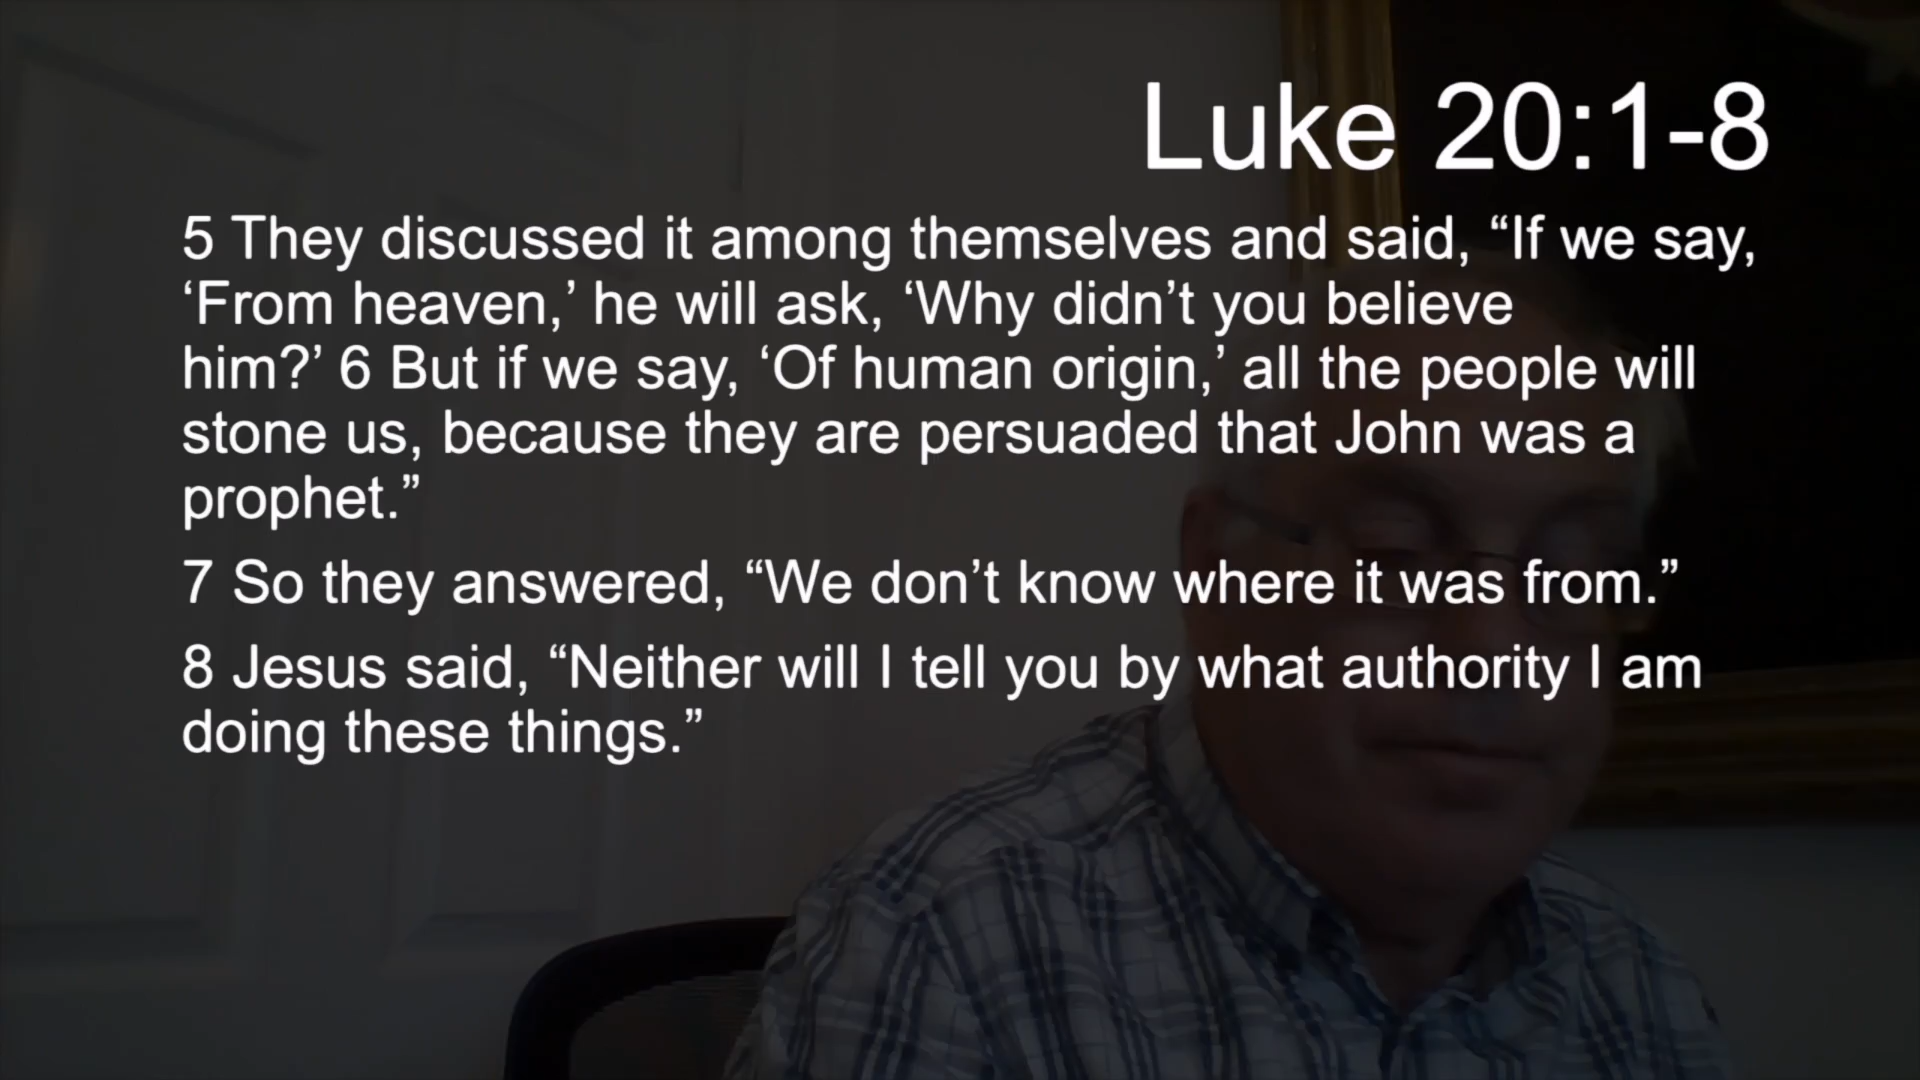 Luke 20:1-8
5 They discussed it among themselves and said, “If we say,
‘From heaven,’ he will ask, ‘Why didn’t you believe
him?’ 6 But if we say, ‘Of human origin,’ all the people will
stone us, because they are persuaded that John was a
prophet.”
7 So they answered, “We don’t know where it was from.”
8 Jesus said, “Neither will I tell you by what authority I am
doing these things.”